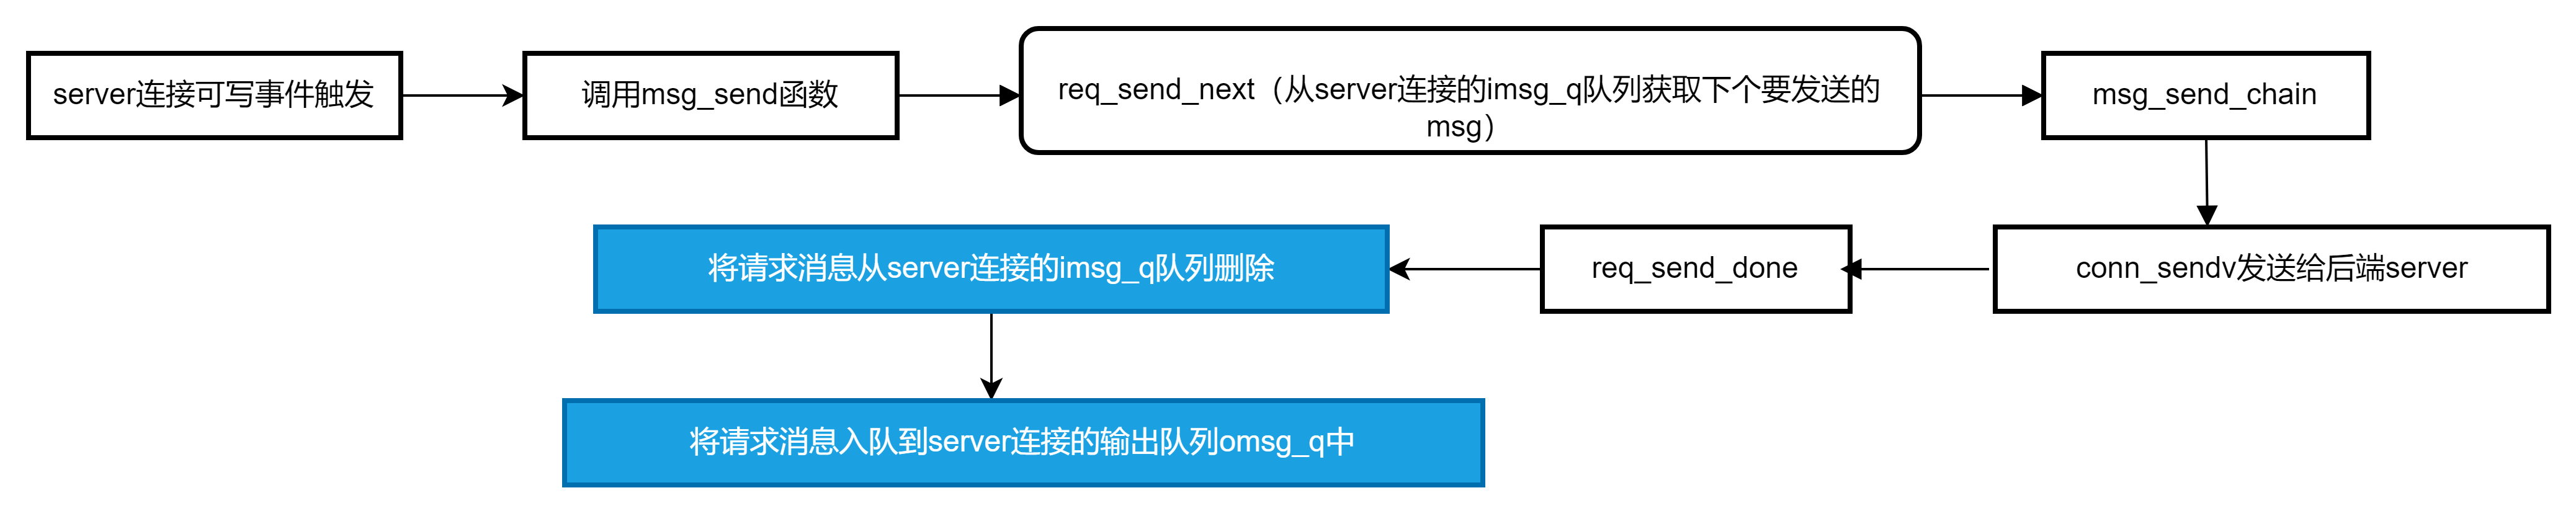 server连接可写事件触发
调用msg_send函数
req_send_next（从server连接的imsg_q队列获取下个要发送的
msg）
msg_send_chain
conn_sendv发送给后端server
req_send_done
将请求消息从server连接的imsg_q队列删除
将请求消息入队到server连接的输出队列omsg_q中